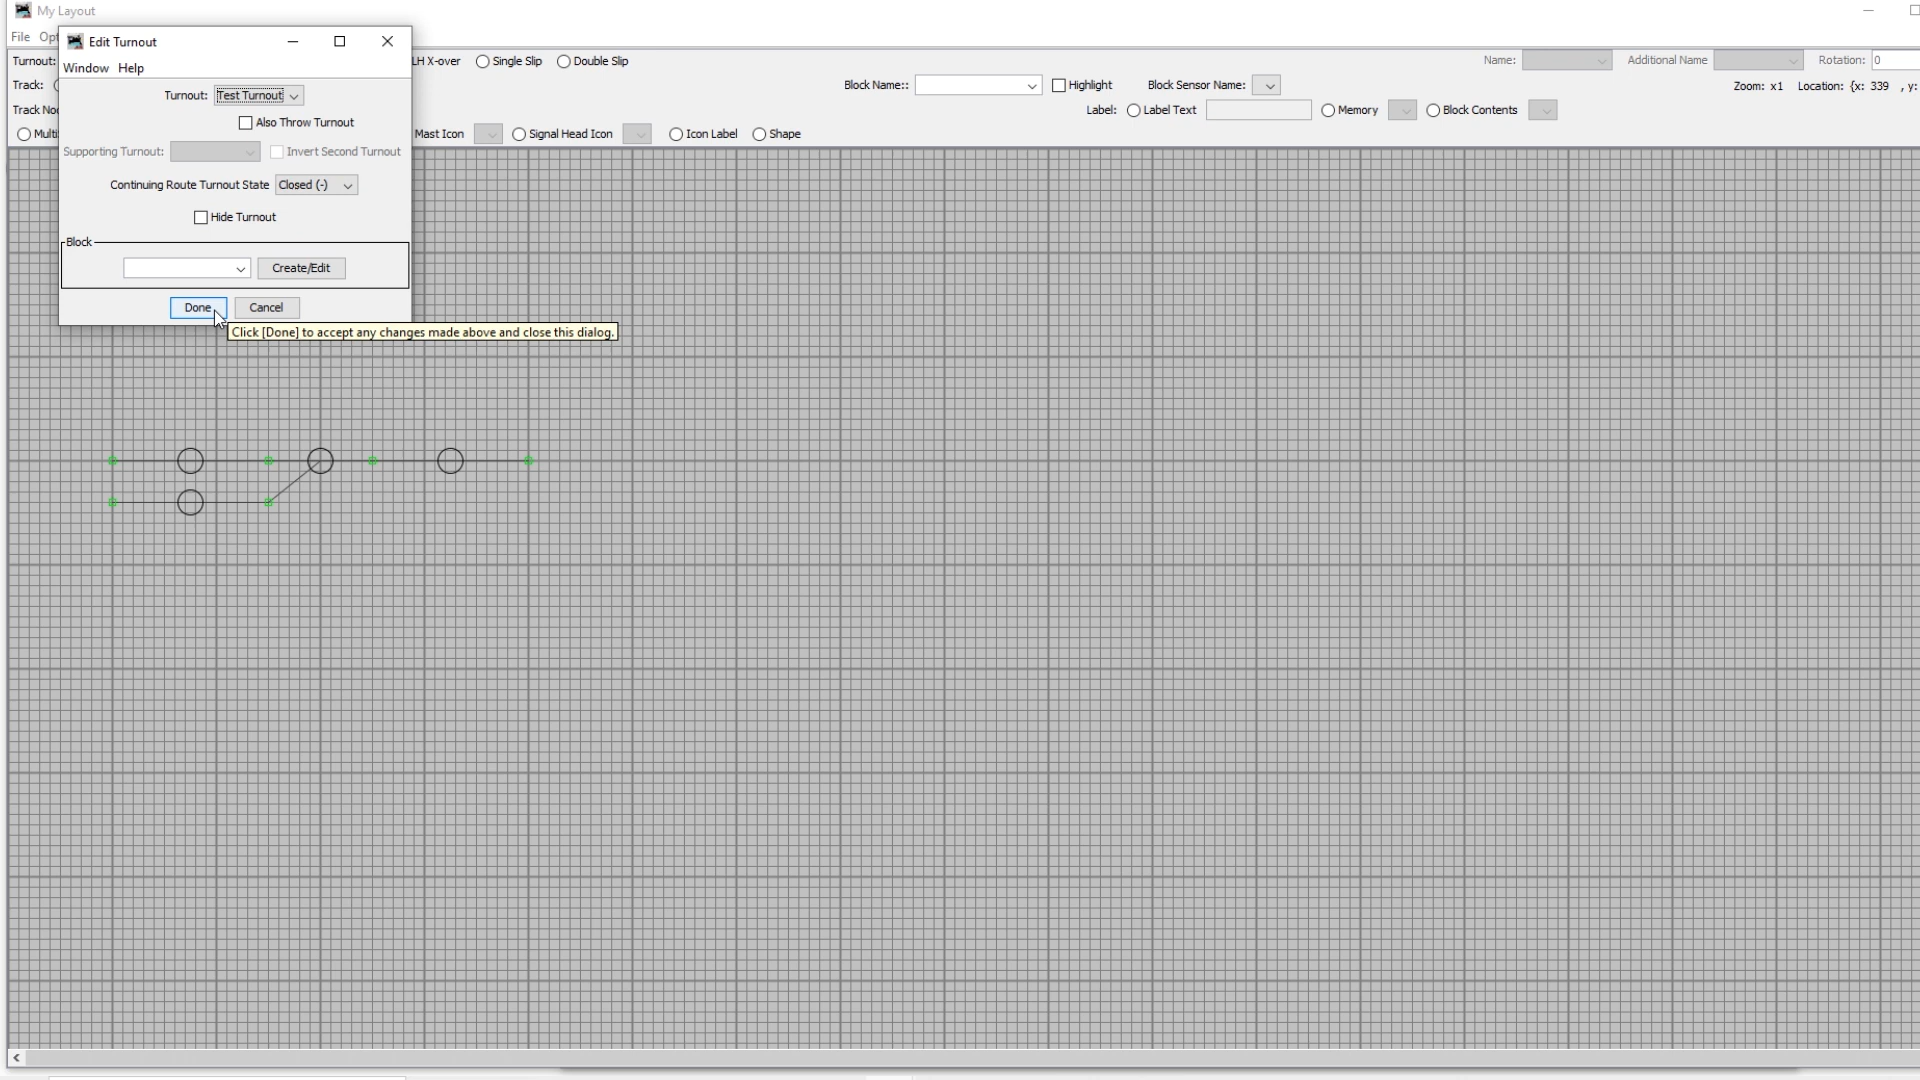 My Layout
File
Edit Turnout
Window Help
Turnout: LH X-over Single Slip Double Slip Name: Additional Name Rotation: 0
Turnout: Test Turnout
Track: Block Name:: Highlight Block Sensor Name: Zoom: x1 Location: {x: 339 , y:
Also Throw Turnout
Label: Label Text Memory Block Contents
Mast Icon Signal Head Icon Icon Label Shape
Supporting Turnout: Invert Second Turnout
Continuing Route Turnout State Closed (-)
Hide Turnout
Block
Create/Edit
Done Cancel
Click [Done] to accept any changes made above and close this dialog.